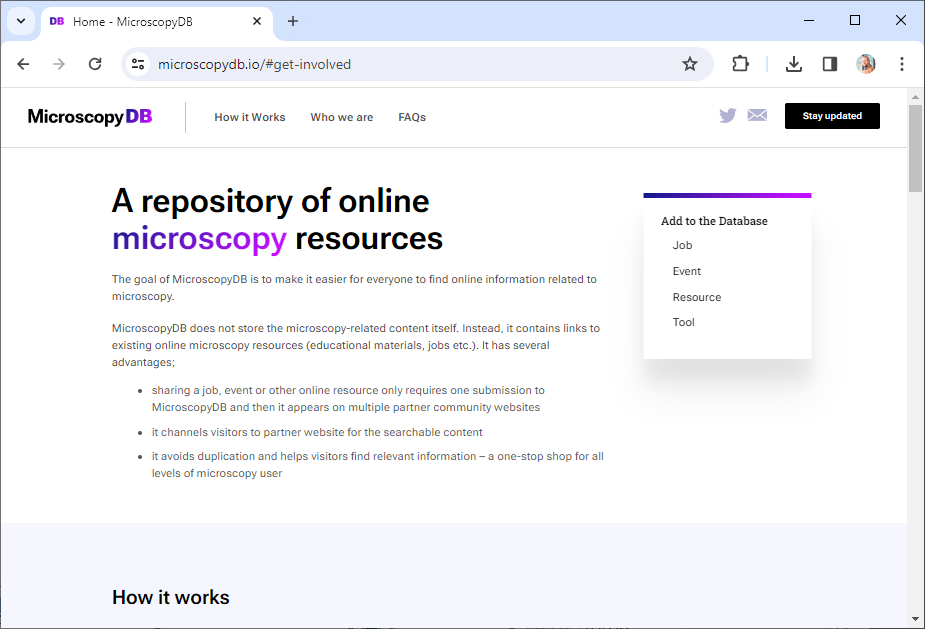 DB Home - MicroscopyDB
microscopydb.io/#get-involved
MicroscopyDB How it Works Who we are FAQs Stay updated
A repository of online
microscopy resources
The goal of MicroscopyDB is to make it easier for everyone to find online information related to
microscopy.
MicroscopyDB does not store the microscopy-related content itself. Instead, it contains links to
existing online microscopy resources (educational materials, jobs etc.). It has several
advantages;
• sharing a job, event or other online resource only requires one submission to
MicroscopyDB and then it appears on multiple partner community websites
• it channels visitors to partner website for the searchable content
• it avoids duplication and helps visitors find relevant information – a one-stop shop for all
levels of microscopy user
Add to the Database
Job
Event
Resource
Tool
How it works